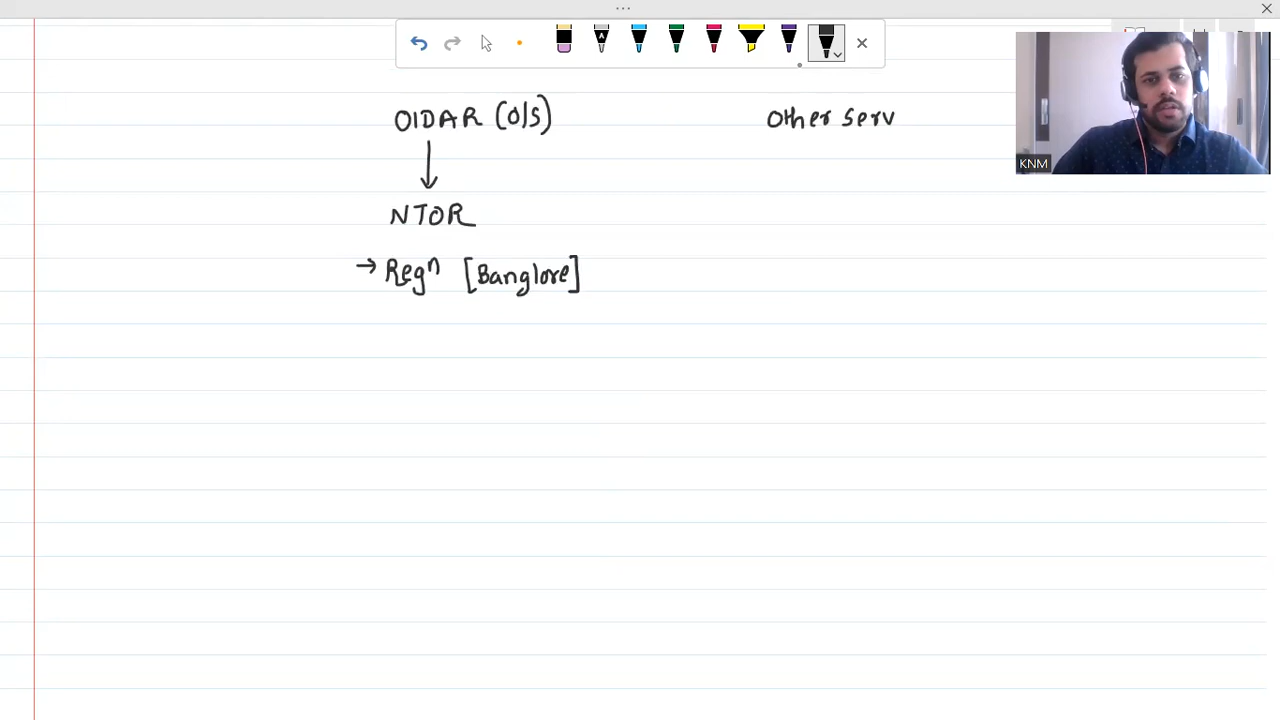 OIDAR (O/S)
Other Serv
KNM
NTOR
→ Regn [Banglore]